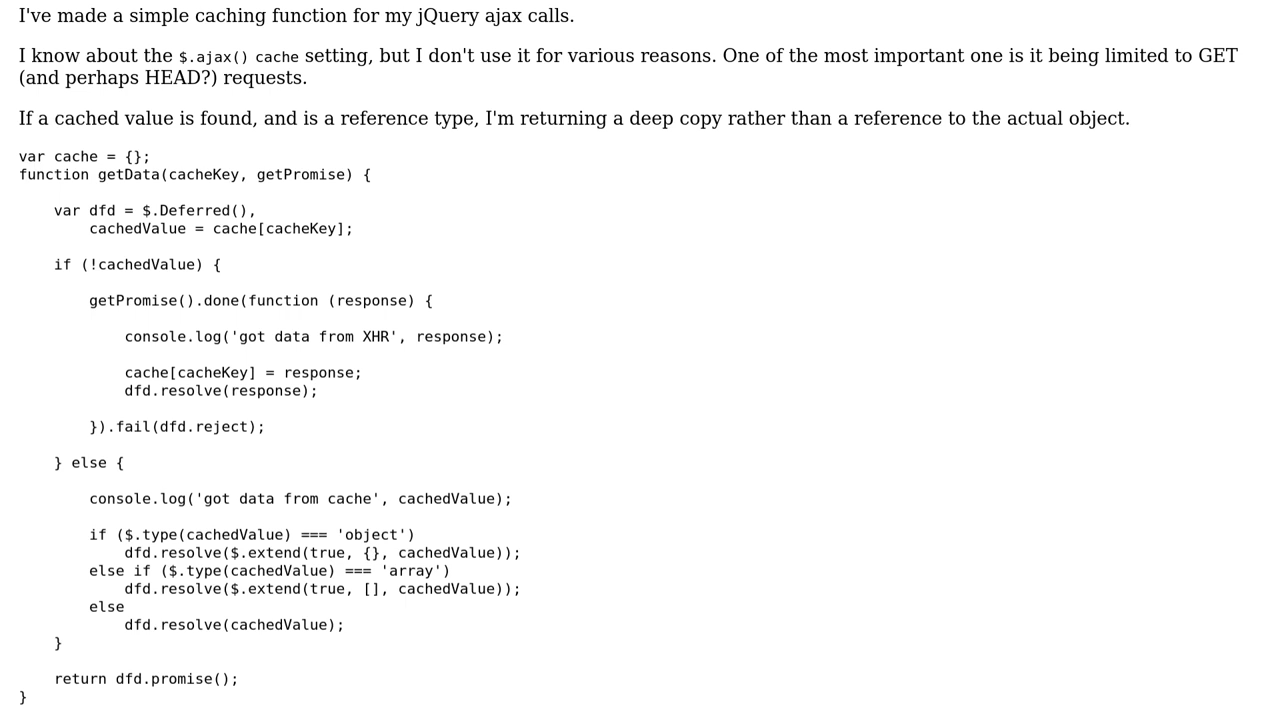 I've made a simple caching function for my jQuery ajax calls.
I know about the $.ajax() cache setting, but I don't use it for various reasons. One of the most important one is it being limited to GET
(and perhaps HEAD?) requests.
If a cached value is found, and is a reference type, I'm returning a deep copy rather than a reference to the actual object.
var cache = {};
function getData(cacheKey, getPromise) {
    var dfd = $.Deferred(),
        cachedValue = cache[cacheKey];
    if (!cachedValue) {
        getPromise().done(function (response) {
            console.log('got data from XHR', response);
            cache[cacheKey] = response;
            dfd.resolve(response);
        }).fail(dfd.reject);
    } else {
        console.log('got data from cache', cachedValue);
        if ($.type(cachedValue) === 'object')
            dfd.resolve($.extend(true, {}, cachedValue));
        else if ($.type(cachedValue) === 'array')
            dfd.resolve($.extend(true, [], cachedValue));
        else
            dfd.resolve(cachedValue);
    }
    return dfd.promise();
}